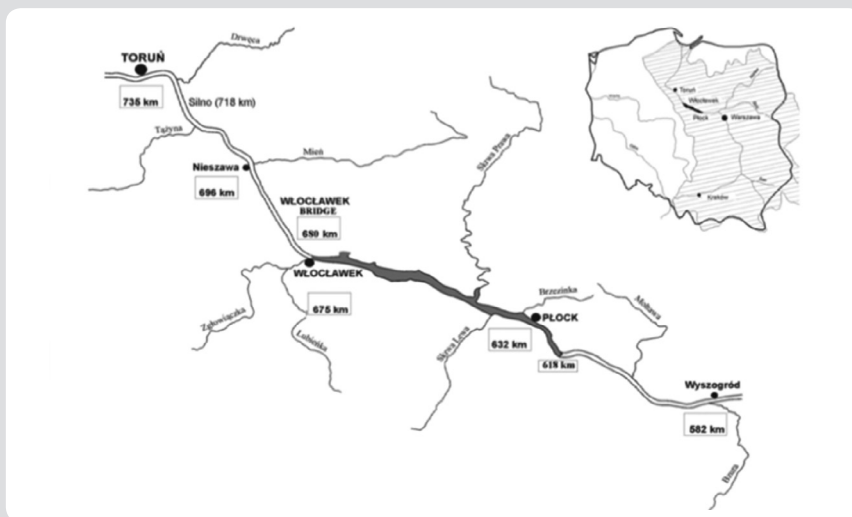 Drwęca
TORUŃ
735 km
Silno (718 km)
Tążyna
Mień
Nieszawa
696 km
WŁOCŁAWEK
BRIDGE
680 km
WŁOCŁAWEK
675 km
Zgłowiączka
Lubieńka
Skrwa Prawa
Skrwa Lewa
Brzezinka
PŁOCK
632 km
618 km
Mołtawa
Wyszogród
582 km
Bzura
Toruń
Włocławek
Płock
Warszawa
Kraków